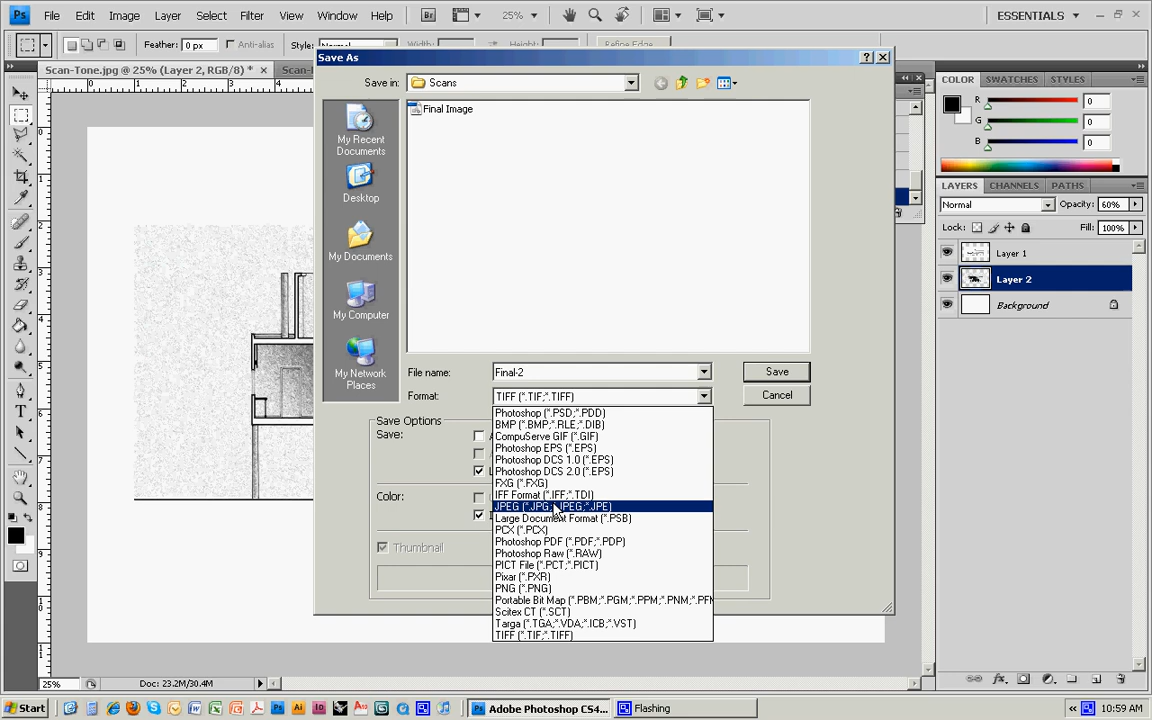 Ps File Edit Image Layer Select Filter View Window Help Br 25% ESSENTIALS
Feather: 0 px Anti-alias Style: Normal Width: Height: Refine Edge...
Scan-Tone.jpg @ 25% (Layer 2, RGB/8) * ×
Save As
Save in: Scans
Final Image
My Recent
Documents
Desktop
My Documents
My Computer
My Network
Places
File name: Final-2 Save
Format: TIFF (*.TIF;*.TIFF) Cancel
Photoshop (*.PSD;*.PDD)
BMP (*.BMP;*.RLE;*.DIB)
CompuServe GIF (*.GIF)
Photoshop EPS (*.EPS)
Photoshop DCS 1.0 (*.EPS)
Photoshop DCS 2.0 (*.EPS)
FXG (*.FXG)
IFF Format (*.IFF;*.TDI)
JPEG (*.JPG;*.JPEG;*.JPE)
Large Document Format (*.PSB)
PCX (*.PCX)
Photoshop PDF (*.PDF;*.PDP)
Photoshop Raw (*.RAW)
PICT File (*.PCT;*.PICT)
Pixar (*.PXR)
PNG (*.PNG)
Portable Bit Map (*.PBM;*.PGM;*.PPM;*.PNM;*.PFM
Scitex CT (*.SCT)
Targa (*.TGA;*.VDA;*.ICB;*.VST)
TIFF (*.TIF;*.TIFF)
Save Options
Save:
Color:
Thumbnail
COLOR SWATCHES STYLES
R 0
G 0
B 0
LAYERS CHANNELS PATHS
Normal Opacity: 60%
Lock: Fill: 100%
Layer 1
Layer 2
Background
25% Doc: 23.2M/30.4M
Start Adobe Photoshop CS4... Flashing 10:59 AM